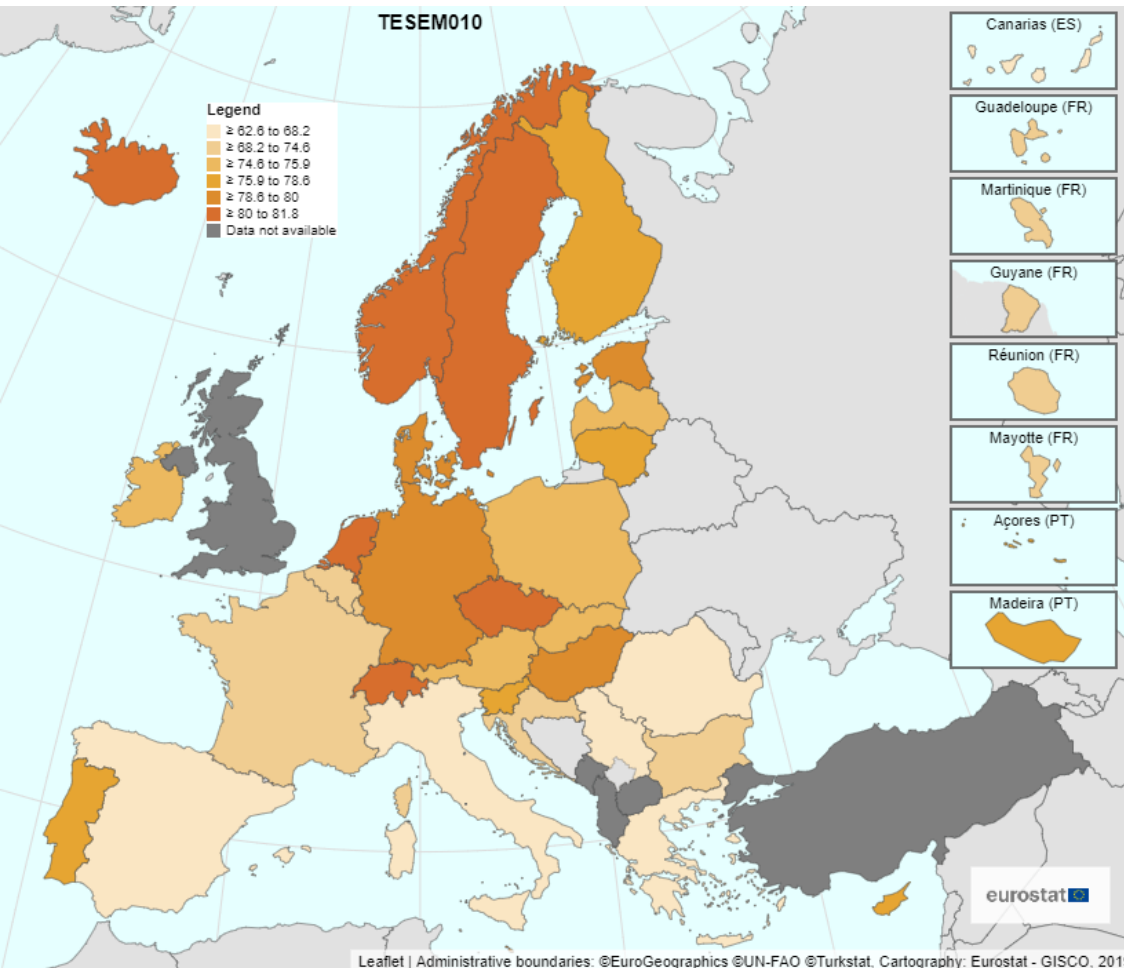 TESEM010
Legend
≥ 62.6 to 68.2
≥ 68.2 to 74.6
≥ 74.6 to 75.9
≥ 75.9 to 78.6
≥ 78.6 to 80
≥ 80 to 81.8
Data not available
Canarias (ES)
Guadeloupe (FR)
Martinique (FR)
Guyane (FR)
Réunion (FR)
Mayotte (FR)
Açores (PT)
Madeira (PT)
eurostat
Leaflet | Administrative boundaries: ©EuroGeographics ©UN-FAO ©Turkstat, Cartography: Eurostat - GISCO, 201